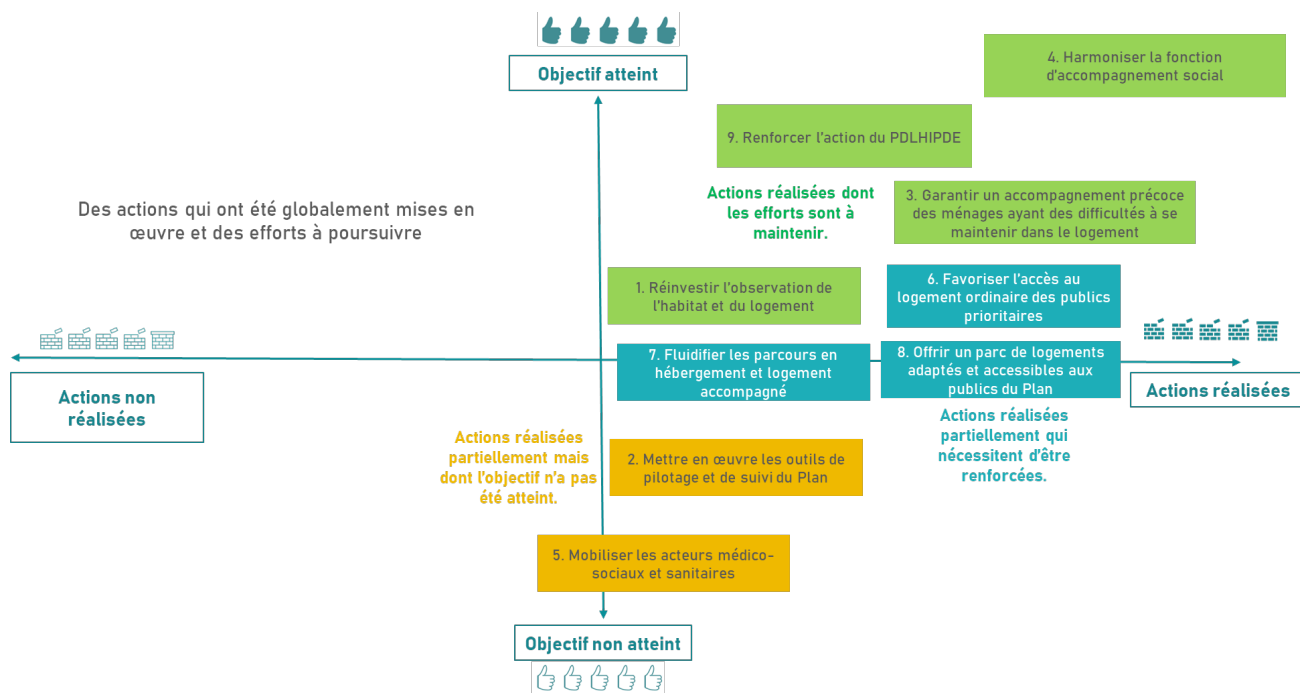 Objectif atteint
4. Harmoniser la fonction
d'accompagnement social
9. Renforcer l'action du PDLHIPDE
Des actions qui ont été globalement mises en
œuvre et des efforts à poursuivre
Actions réalisées dont
les efforts sont à
maintenir.
3. Garantir un accompagnement précoce
des ménages ayant des difficultés à se
maintenir dans le logement
1. Réinvestir l'observation de
l'habitat et du logement
6. Favoriser l'accès au
logement ordinaire des publics
prioritaires
Actions non
réalisées
7. Fluidifier les parcours en
hébergement et logement
accompagné
8. Offrir un parc de logements
adaptés et accessibles aux
publics du Plan
Actions réalisées
Actions réalisées
partiellement mais
dont l'objectif n'a pas
été atteint.
2. Mettre en œuvre les outils de
pilotage et de suivi du Plan
Actions réalisées
partiellement qui
nécessitent d'être
renforcées.
5. Mobiliser les acteurs médico-
sociaux et sanitaires
Objectif non atteint